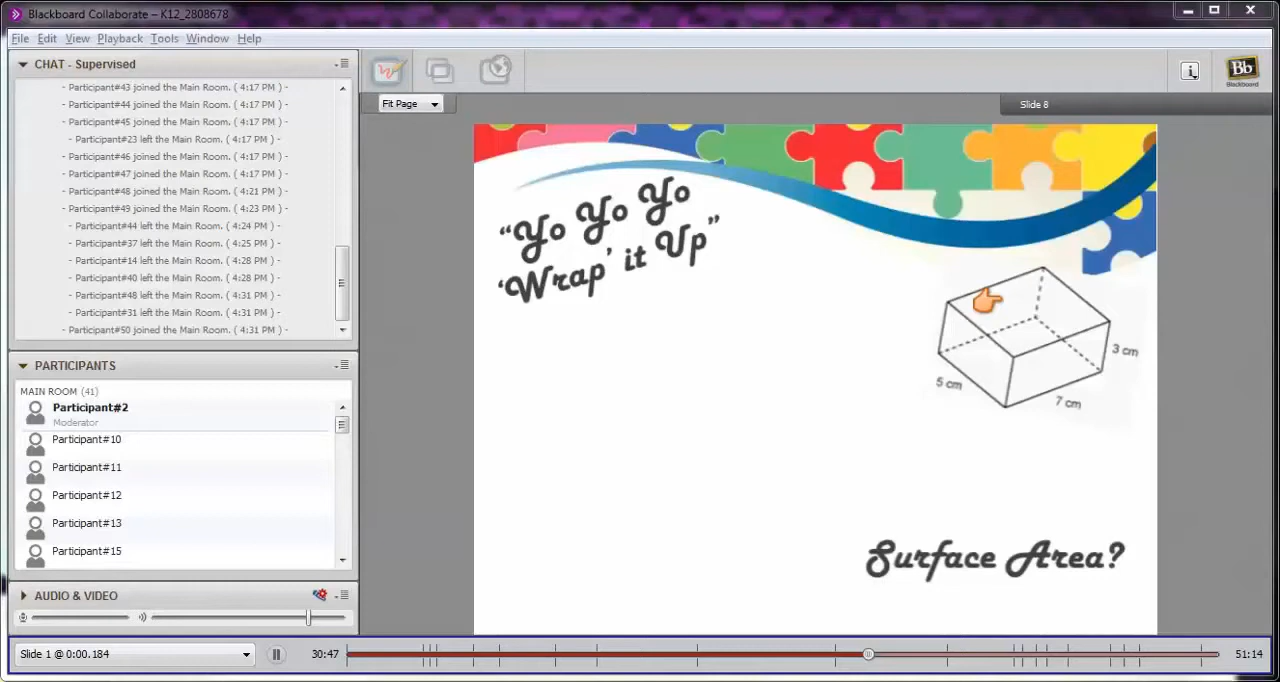 Blackboard Collaborate – K12_2808678
File Edit View Playback Tools Window Help
CHAT - Supervised
- Participant#43 joined the Main Room. ( 4:17 PM ) -
- Participant#44 joined the Main Room. ( 4:17 PM ) -
- Participant#45 joined the Main Room. ( 4:17 PM ) -
- Participant#23 left the Main Room. ( 4:17 PM ) -
- Participant#46 joined the Main Room. ( 4:17 PM ) -
- Participant#47 joined the Main Room. ( 4:17 PM ) -
- Participant#48 joined the Main Room. ( 4:21 PM ) -
- Participant#49 joined the Main Room. ( 4:23 PM ) -
- Participant#44 left the Main Room. ( 4:24 PM ) -
- Participant#37 left the Main Room. ( 4:25 PM ) -
- Participant#14 left the Main Room. ( 4:28 PM ) -
- Participant#40 left the Main Room. ( 4:28 PM ) -
- Participant#48 left the Main Room. ( 4:31 PM ) -
- Participant#31 left the Main Room. ( 4:31 PM ) -
- Participant#50 joined the Main Room. ( 4:31 PM ) -
PARTICIPANTS
MAIN ROOM (41)
Participant#2
Moderator
Participant#10
Participant#11
Participant#12
Participant#13
Participant#15
AUDIO & VIDEO
Fit Page
Slide 8
Bb
Blackboard
"Yo Yo Yo
'Wrap' it Up"
3 cm
5 cm
7 cm
Surface Area?
Slide 1 @ 0:00.184
30:47
51:14